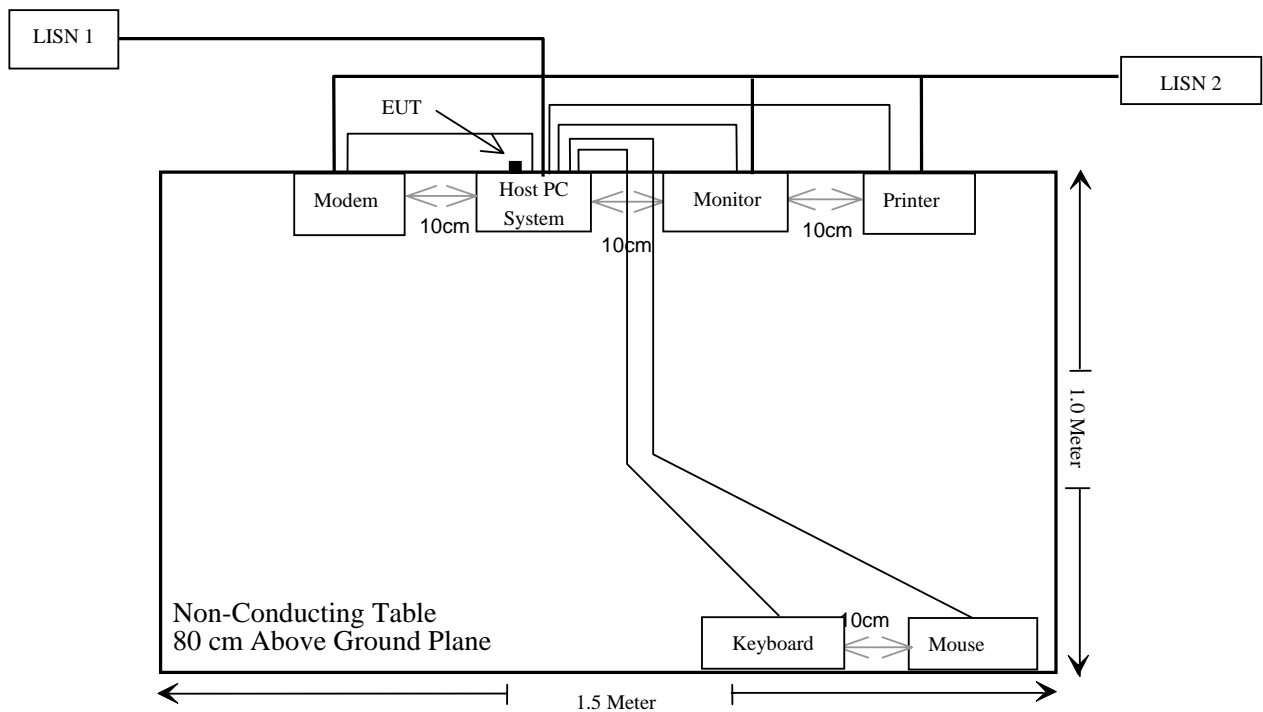 LISN 1
LISN 2
EUT
Modem
Host PC
System
Monitor
Printer
10cm
10cm
10cm
1.0 Meter
Non-Conducting Table
80 cm Above Ground Plane
10cm
Keyboard
Mouse
1.5 Meter